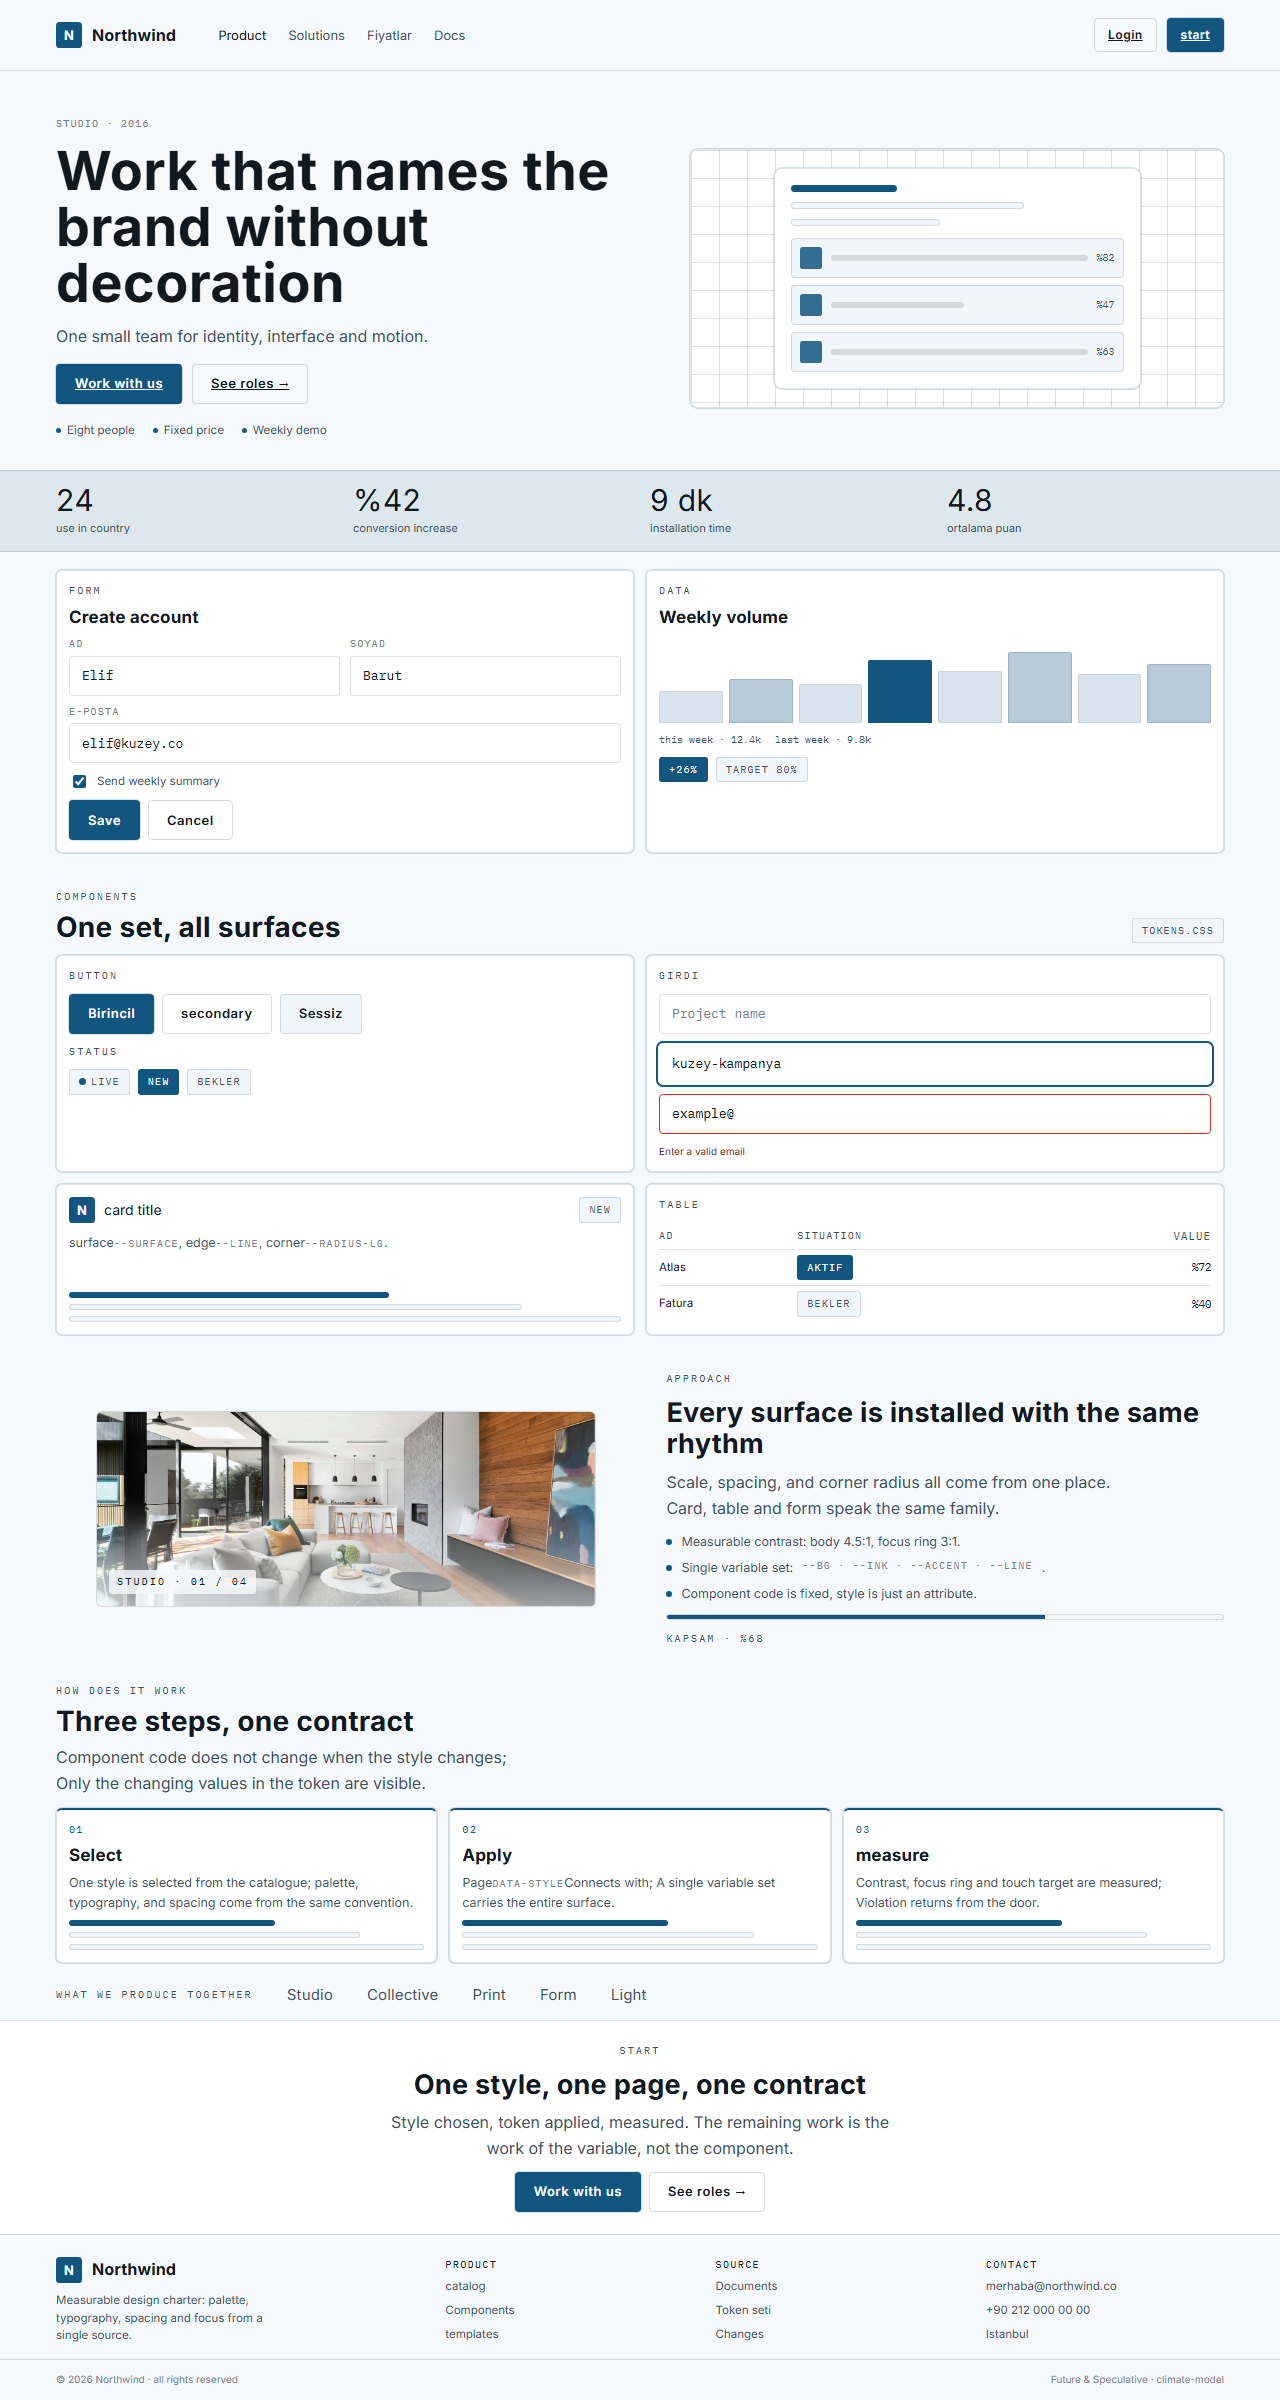 N Northwind Product Solutions Fiyatlar Docs Login start
STUDIO · 2016
Work that names the
brand without
decoration
One small team for identity, interface and motion.
Work with us See roles →
Eight people Fixed price Weekly demo
%82
%47
%63
24 %42 9 dk 4.8
use in country conversion increase installation time ortalama puan
FORM
Create account
AD SOYAD
Elif Barut
E-POSTA
elif@kuzey.co
Send weekly summary
Save Cancel
DATA
Weekly volume
this week · 12.4k last week · 9.8k
+26% TARGET 80%
COMPONENTS
One set, all surfaces
TOKENS.CSS
BUTTON
Birincil secondary Sessiz
STATUS
LIVE NEW BEKLER
GIRDI
Project name
kuzey-kampanya
example@
Enter a valid email
N card title NEW
surface--SURFACE, edge--LINE, corner--RADIUS-LG.
TABLE
AD SITUATION VALUE
Atlas AKTIF %72
Fatura BEKLER %40
STUDIO · 01 / 04
APPROACH
Every surface is installed with the same
rhythm
Scale, spacing, and corner radius all come from one place.
Card, table and form speak the same family.
Measurable contrast: body 4.5:1, focus ring 3:1.
Single variable set: --BG · --INK · --ACCENT · --LINE .
Component code is fixed, style is just an attribute.
KAPSAM · %68
HOW DOES IT WORK
Three steps, one contract
Component code does not change when the style changes;
Only the changing values in the token are visible.
01
Select
One style is selected from the catalogue; palette,
typography, and spacing come from the same convention.
02
Apply
PageDATA-STYLEConnects with; A single variable set
carries the entire surface.
03
measure
Contrast, focus ring and touch target are measured;
Violation returns from the door.
WHAT WE PRODUCE TOGETHER Studio Collective Print Form Light
START
One style, one page, one contract
Style chosen, token applied, measured. The remaining work is the
work of the variable, not the component.
Work with us See roles →
N Northwind
Measurable design charter: palette,
typography, spacing and focus from a
single source.
PRODUCT
catalog
Components
templates
SOURCE
Documents
Token seti
Changes
CONTACT
merhaba@northwind.co
+90 212 000 00 00
Istanbul
© 2026 Northwind · all rights reserved Future & Speculative · climate-model